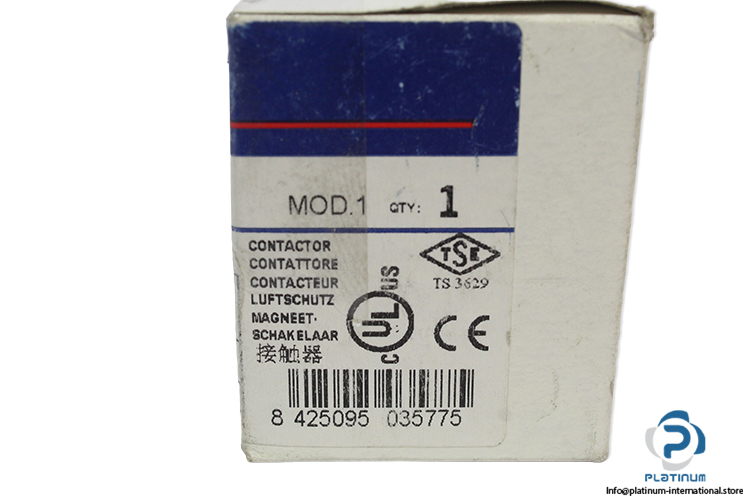 MOD.1 QTY: 1
CONTACTOR
CONTATTORE
CONTACTEUR
LUFTSCHUTZ
MAGNEET-
SCHAKELAAR
接触器
TSE
TS 3629
C UL US
CE
8 425095 035775
P
PLATINUM
Info@platinum-international.store